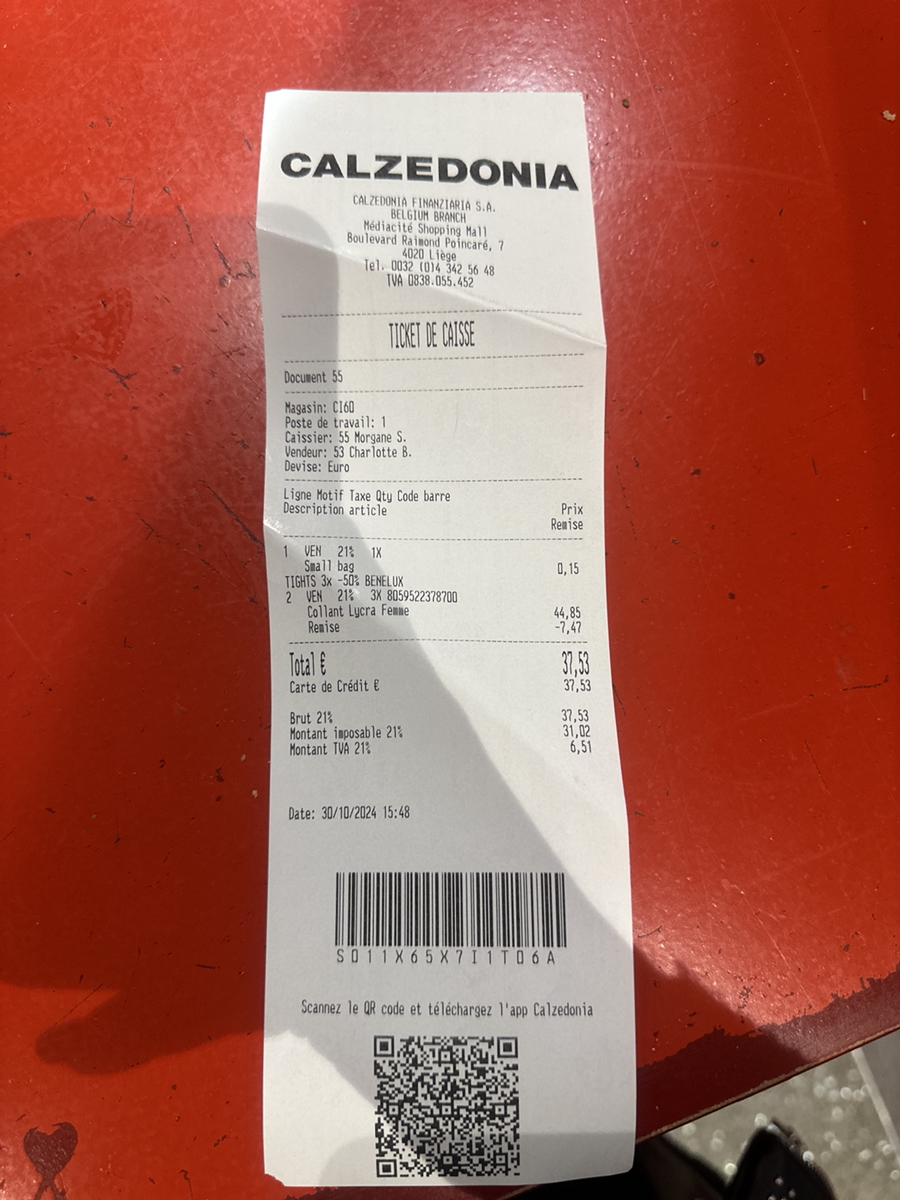 CALZEDONIA
CALZEDONIA FINANZIARIA S.A.
BELGIUM BRANCH
Médiacité Shopping Mall
Boulevard Raimond Poincaré, 7
4020 Liège
Tel. 0032 (014 342 56 48
TVA 0838.055.452
TICKET DE CAISSE
Document 55
Magasin: CI60
Poste de travail: 1
Caissier: 55 Morgane S.
Vendeur: 53 Charlotte B.
Devise: Euro
Ligne Motif Taxe Qty Code barre
Description article Prix
Remise
1 VEN 21% 1X
Small bag 0,15
TIGHTS 3x -50% BENELUX
2 VEN 21% 3X 8059522378700
Collant Lycra Femme 44,85
Remise -7,47
Total € 37,53
Carte de Crédit € 37,53
Brut 21% 37,53
Montant imposable 21% 31,02
Montant TVA 21% 6,51
Date: 30/10/2024 15:48
S011X65X7I1T06A
Scannez le QR code et téléchargez l'app Calzedonia